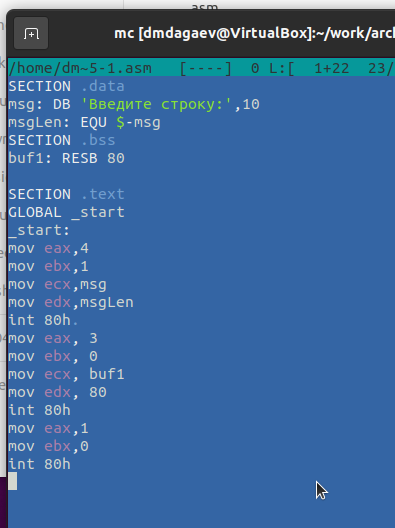 asm
mc [dmdagaev@VirtualBox]:~/work/arc
/home/dm~5-1.asm [----] 0 L:[ 1+22 23/
SECTION .data
msg: DB 'Введите строку:',10
msgLen: EQU $-msg
SECTION .bss
buf1: RESB 80
SECTION .text
GLOBAL _start
_start:
mov eax,4
mov ebx,1
mov ecx,msg
mov edx,msgLen
int 80h.
mov eax, 3
mov ebx, 0
mov ecx, buf1
mov edx, 80
int 80h
mov eax,1
mov ebx,0
int 80h